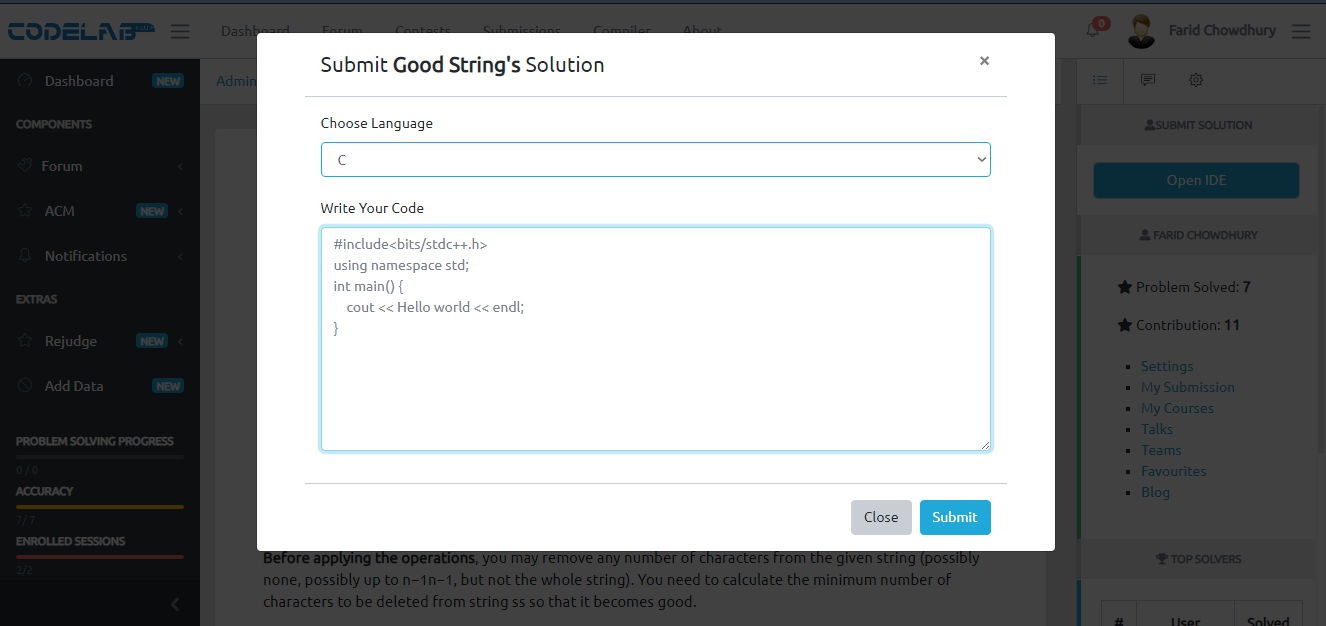 CODELAB
Dashboard
Forum
Contests
Submissions
Compiler
About
0
Farid Chowdhury
Dashboard NEW
COMPONENTS
Forum
ACM NEW
Notifications
EXTRAS
Rejudge NEW
Add Data NEW
PROBLEM SOLVING PROGRESS
0 / 0
ACCURACY
7 / 7
ENROLLED SESSIONS
2/2
Admin
Submit Good String's Solution
×
Choose Language
C
Write Your Code
#include<bits/stdc++.h>
using namespace std;
int main() {
cout << Hello world << endl;
}
Close Submit
Before applying the operations, you may remove any number of characters from the given string (possibly
none, possibly up to n−1n−1, but not the whole string). You need to calculate the minimum number of
characters to be deleted from string ss so that it becomes good.
SUBMIT SOLUTION
Open IDE
FARID CHOWDHURY
Problem Solved: 7
Contribution: 11
Settings
My Submission
My Courses
Talks
Teams
Favourites
Blog
TOP SOLVERS
# User Solved